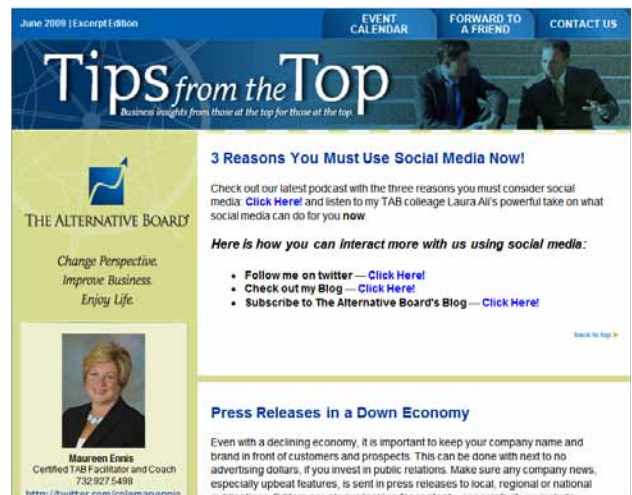 June 2009 | Excerpt Edition
EVENT CALENDAR
FORWARD TO A FRIEND
CONTACT US
Tips from the Top
Business insights from those at the top for those at the top.
THE ALTERNATIVE BOARD
Change Perspective.
Improve Business.
Enjoy Life.
Maureen Ennis
Certified TAB Facilitator and Coach
732.927.5498
http://twitter.com/colemanennis
3 Reasons You Must Use Social Media Now!
Check out our latest podcast with the three reasons you must consider social
media: Click Here! and listen to my TAB colleage Laura Ali's powerful take on what
social media can do for you now.
Here is how you can interact more with us using social media:
• Follow me on twitter — Click Here!
• Check out my Blog — Click Here!
• Subscribe to The Alternative Board's Blog — Click Here!
back to top
Press Releases in a Down Economy
Even with a declining economy, it is important to keep your company name and
brand in front of customers and prospects. This can be done with next to no
advertising dollars, if you invest in public relations. Make sure any company news,
especially upbeat features, is sent in press releases to local, regional or national